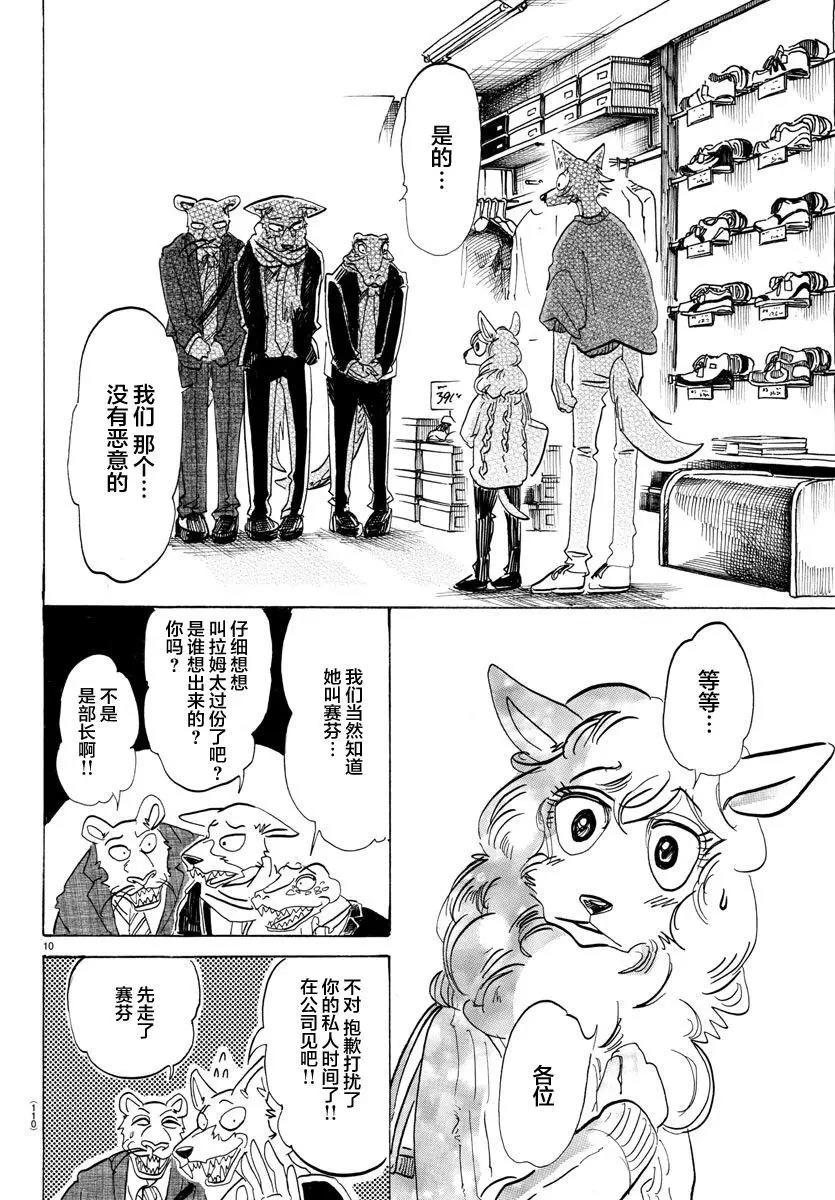 是的…
我们 那个…
没有恶意的
39
等等…
各位
我们当然知道
她叫赛芬…
仔细想想
叫拉姆太过份了吧？
是谁想出来的？
你吗？
不是
是部长啊!!
10
不对 抱歉打扰了
你的私人时间了!!
在公司见吧!!
先走了
赛芬
(110)